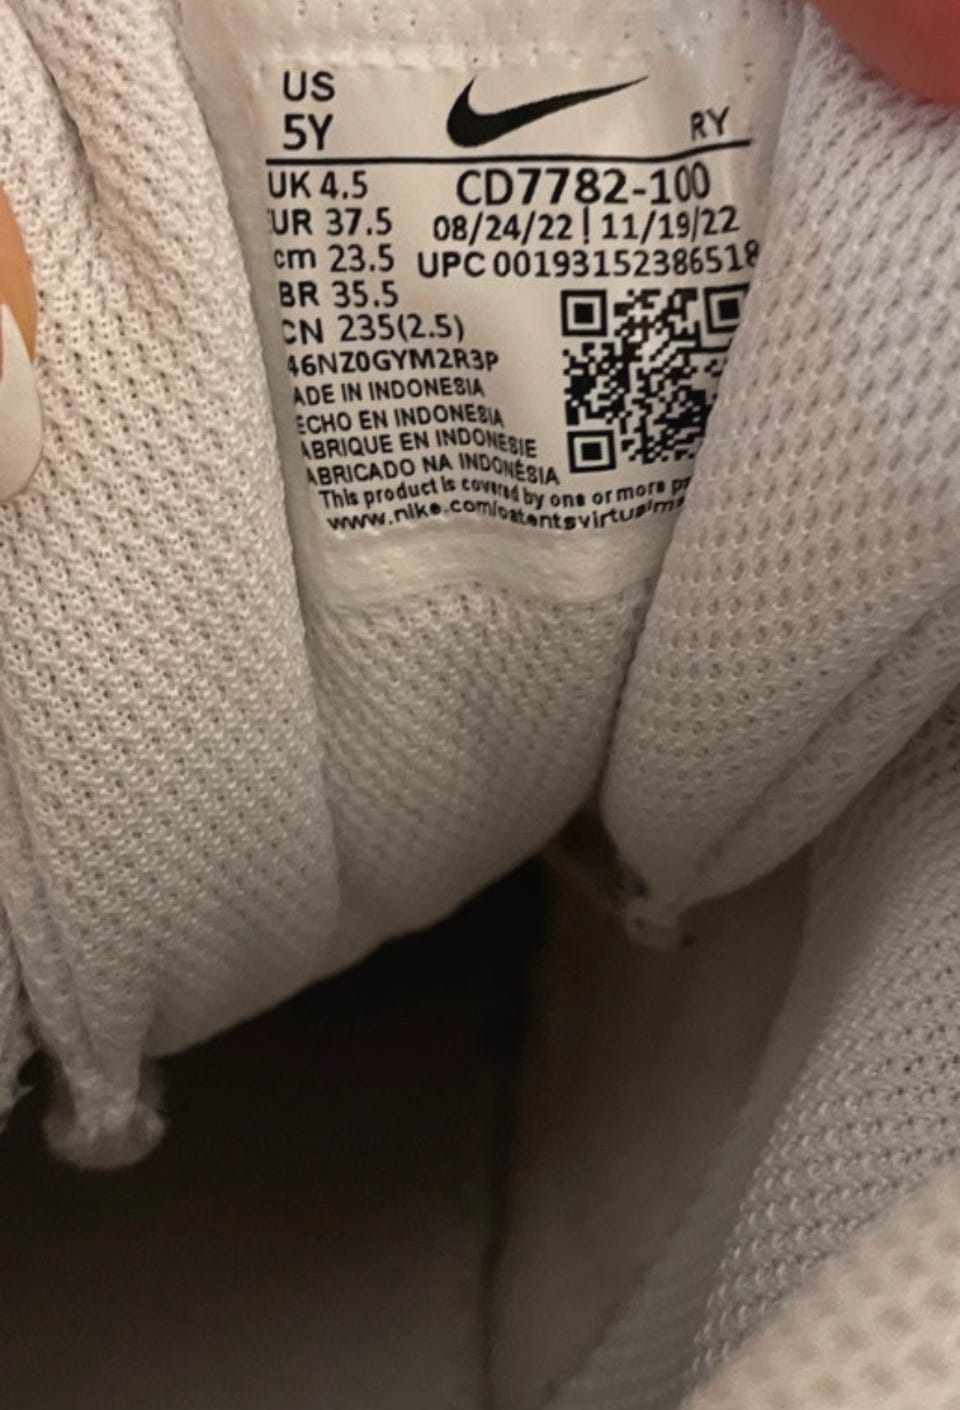 US
5Y
RY
UK 4.5
CD7782-100
UR 37.5
08/24/22 | 11/19/22
cm 23.5
UPC 00193152386518
BR 35.5
CN 235(2.5)
46NZ0GYM2R3P
ADE IN INDONESIA
ECHO EN INDONESIA
ABRIQUE EN INDONESIE
ABRICADO NA INDONÉSIA
This product is covered by one or more pa
www.nike.com/patentsvirtualma